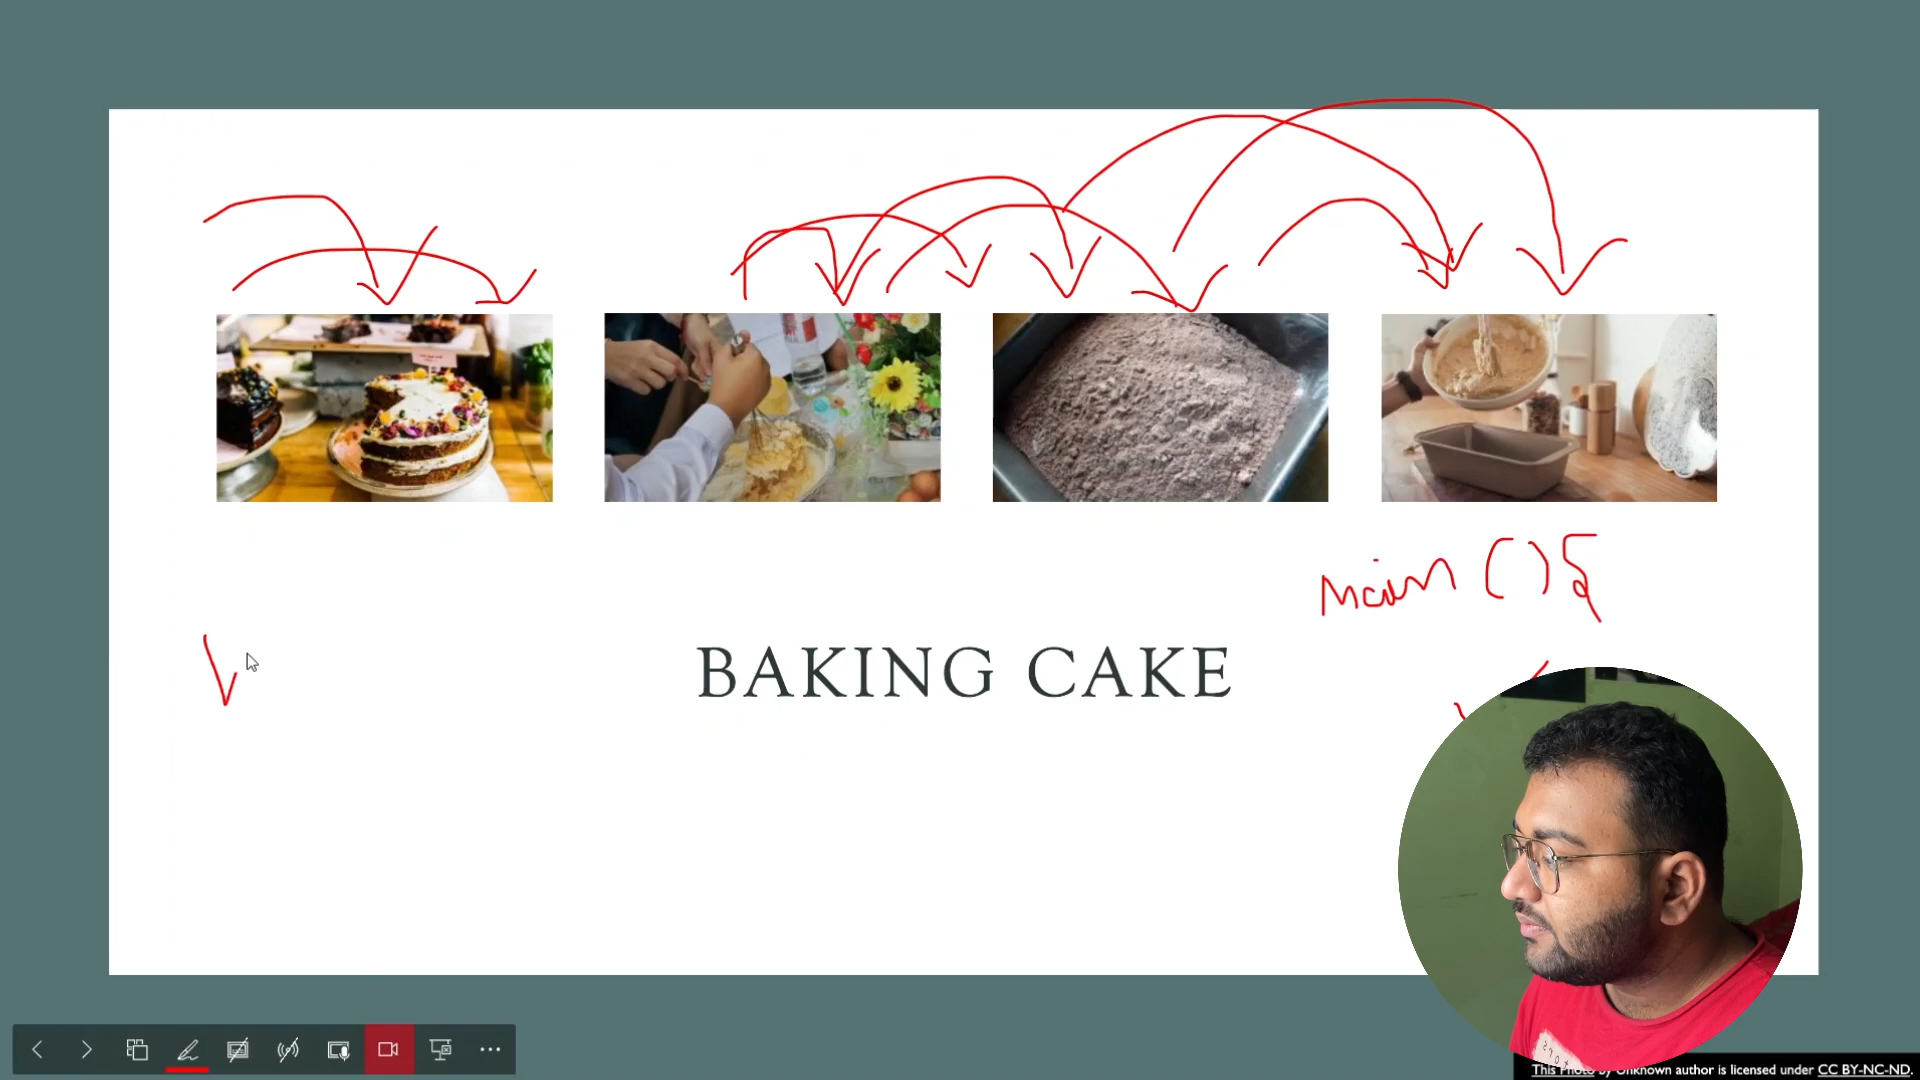 main () {
BAKING CAKE
This Photo by Unknown author is licensed under CC BY-NC-ND.